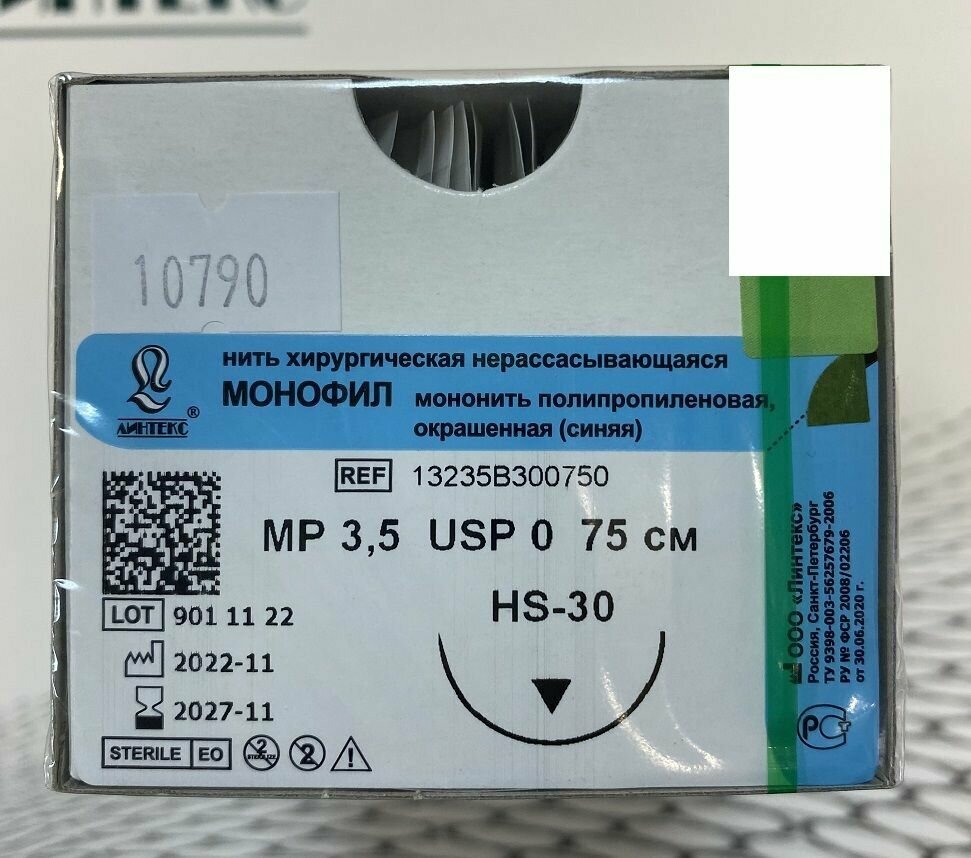 10790
нить хирургическая нерассасывающаяся
МОНОФИЛ мононить полипропиленовая,
окрашенная (синяя)
ЛИНТЕКС ®
REF 13235B300750
MP 3,5 USP 0 75 см
HS-30
LOT 901 11 22
2022-11
2027-11
STERILE EO 2 2
ООО «Линтекс»
Россия, Санкт-Петербург
ТУ 9398-003-56257679-2006
РУ № ФСР 2008/02206
от 30.06.2020 г.